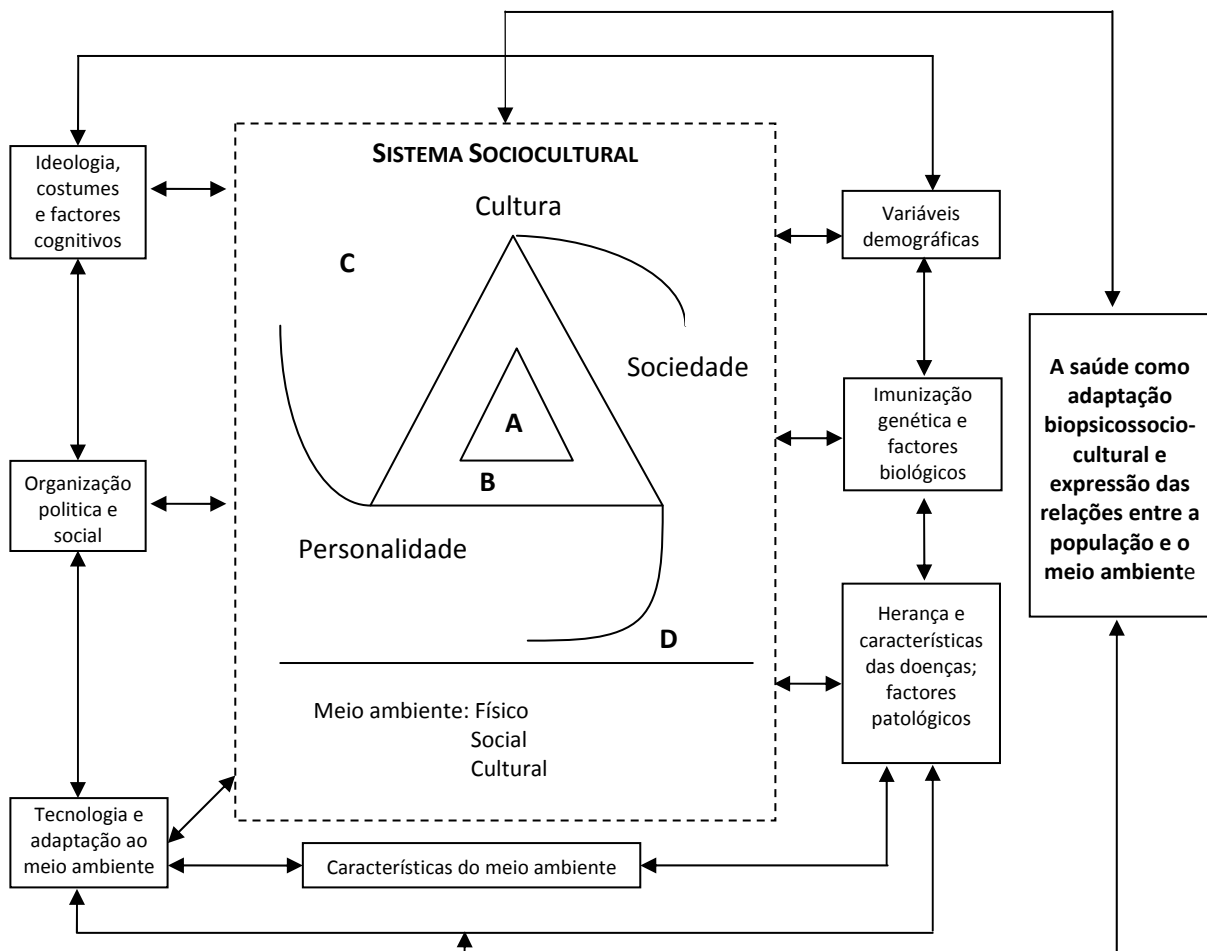 SISTEMA SOCIOCULTURAL
Cultura
C
Sociedade
A
B
Personalidade
D
Meio ambiente: Físico
Social
Cultural
Ideologia,
costumes
e factores
cognitivos
Organização
politica e
social
Tecnologia e
adaptação ao
meio ambiente
Características do meio ambiente
Variáveis
demográficas
Imunização
genética e
factores
biológicos
Herança e
características
das doenças;
factores
patológicos
A saúde como
adaptação
biopsicossocio-
cultural e
expressão das
relações entre a
população e o
meio ambiente